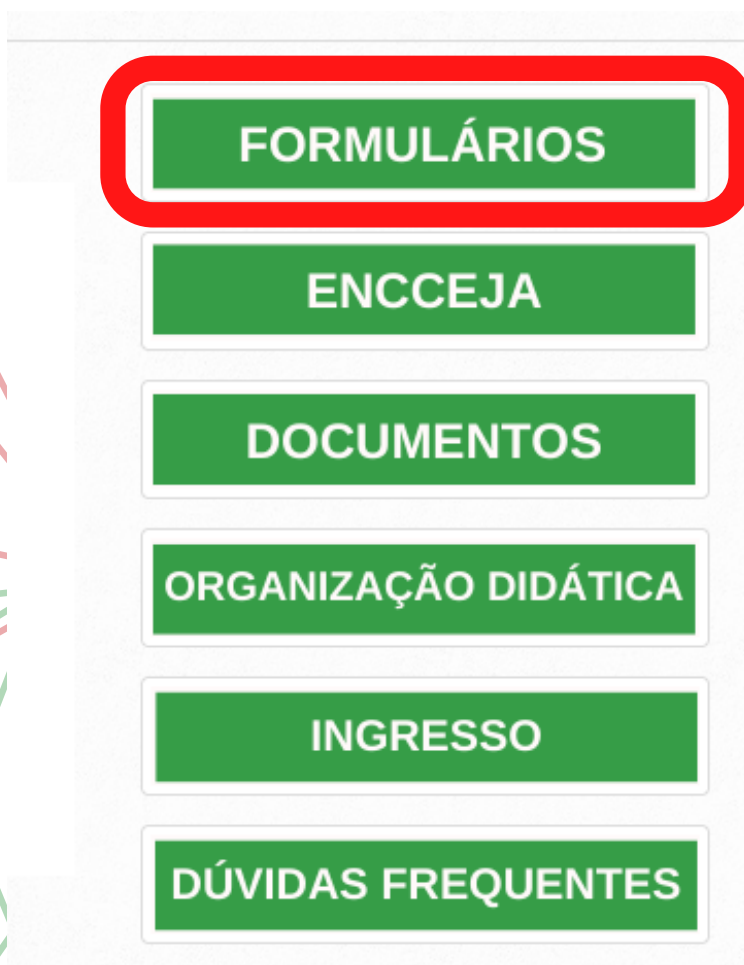 FORMULÁRIOS
ENCCEJA
DOCUMENTOS
ORGANIZAÇÃO DIDÁTICA
INGRESSO
DÚVIDAS FREQUENTES